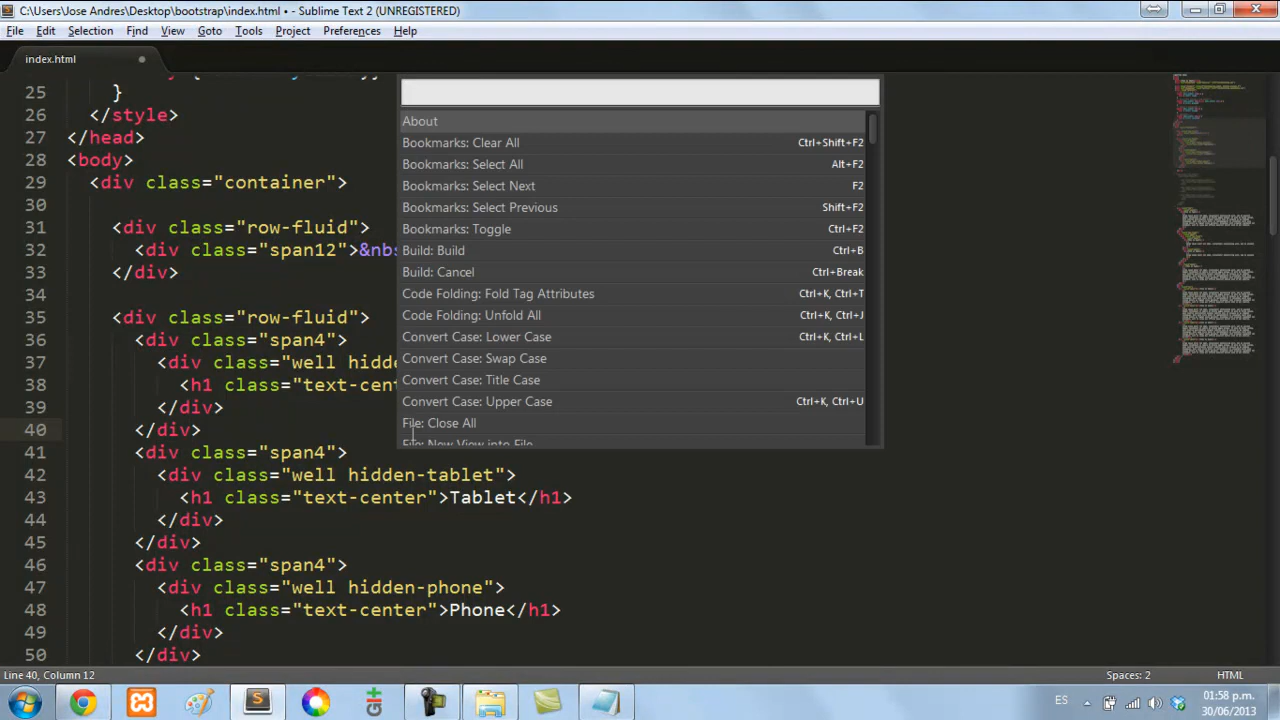 C:\Users\Jose Andres\Desktop\bootstrap\index.html • - Sublime Text 2 (UNREGISTERED)
File Edit Selection Find View Goto Tools Project Preferences Help
index.html
25 }
26 </style>
27 </head>
28 <body>
29 <div class="container">
30
31 <div class="row-fluid">
32 <div class="span12">&nbs
33 </div>
34
35 <div class="row-fluid">
36 <div class="span4">
37 <div class="well hidde
38 <h1 class="text-cent
39 </div>
40 </div>
41 <div class="span4">
42 <div class="well hidden-tablet">
43 <h1 class="text-center">Tablet</h1>
44 </div>
45 </div>
46 <div class="span4">
47 <div class="well hidden-phone">
48 <h1 class="text-center">Phone</h1>
49 </div>
50 </div>
About
Bookmarks: Clear All Ctrl+Shift+F2
Bookmarks: Select All Alt+F2
Bookmarks: Select Next F2
Bookmarks: Select Previous Shift+F2
Bookmarks: Toggle Ctrl+F2
Build: Build Ctrl+B
Build: Cancel Ctrl+Break
Code Folding: Fold Tag Attributes Ctrl+K, Ctrl+T
Code Folding: Unfold All Ctrl+K, Ctrl+J
Convert Case: Lower Case Ctrl+K, Ctrl+L
Convert Case: Swap Case
Convert Case: Title Case
Convert Case: Upper Case Ctrl+K, Ctrl+U
File: Close All
File: New View into File
Line 40, Column 12 Spaces: 2 HTML
ES 01:58 p.m.
30/06/2013